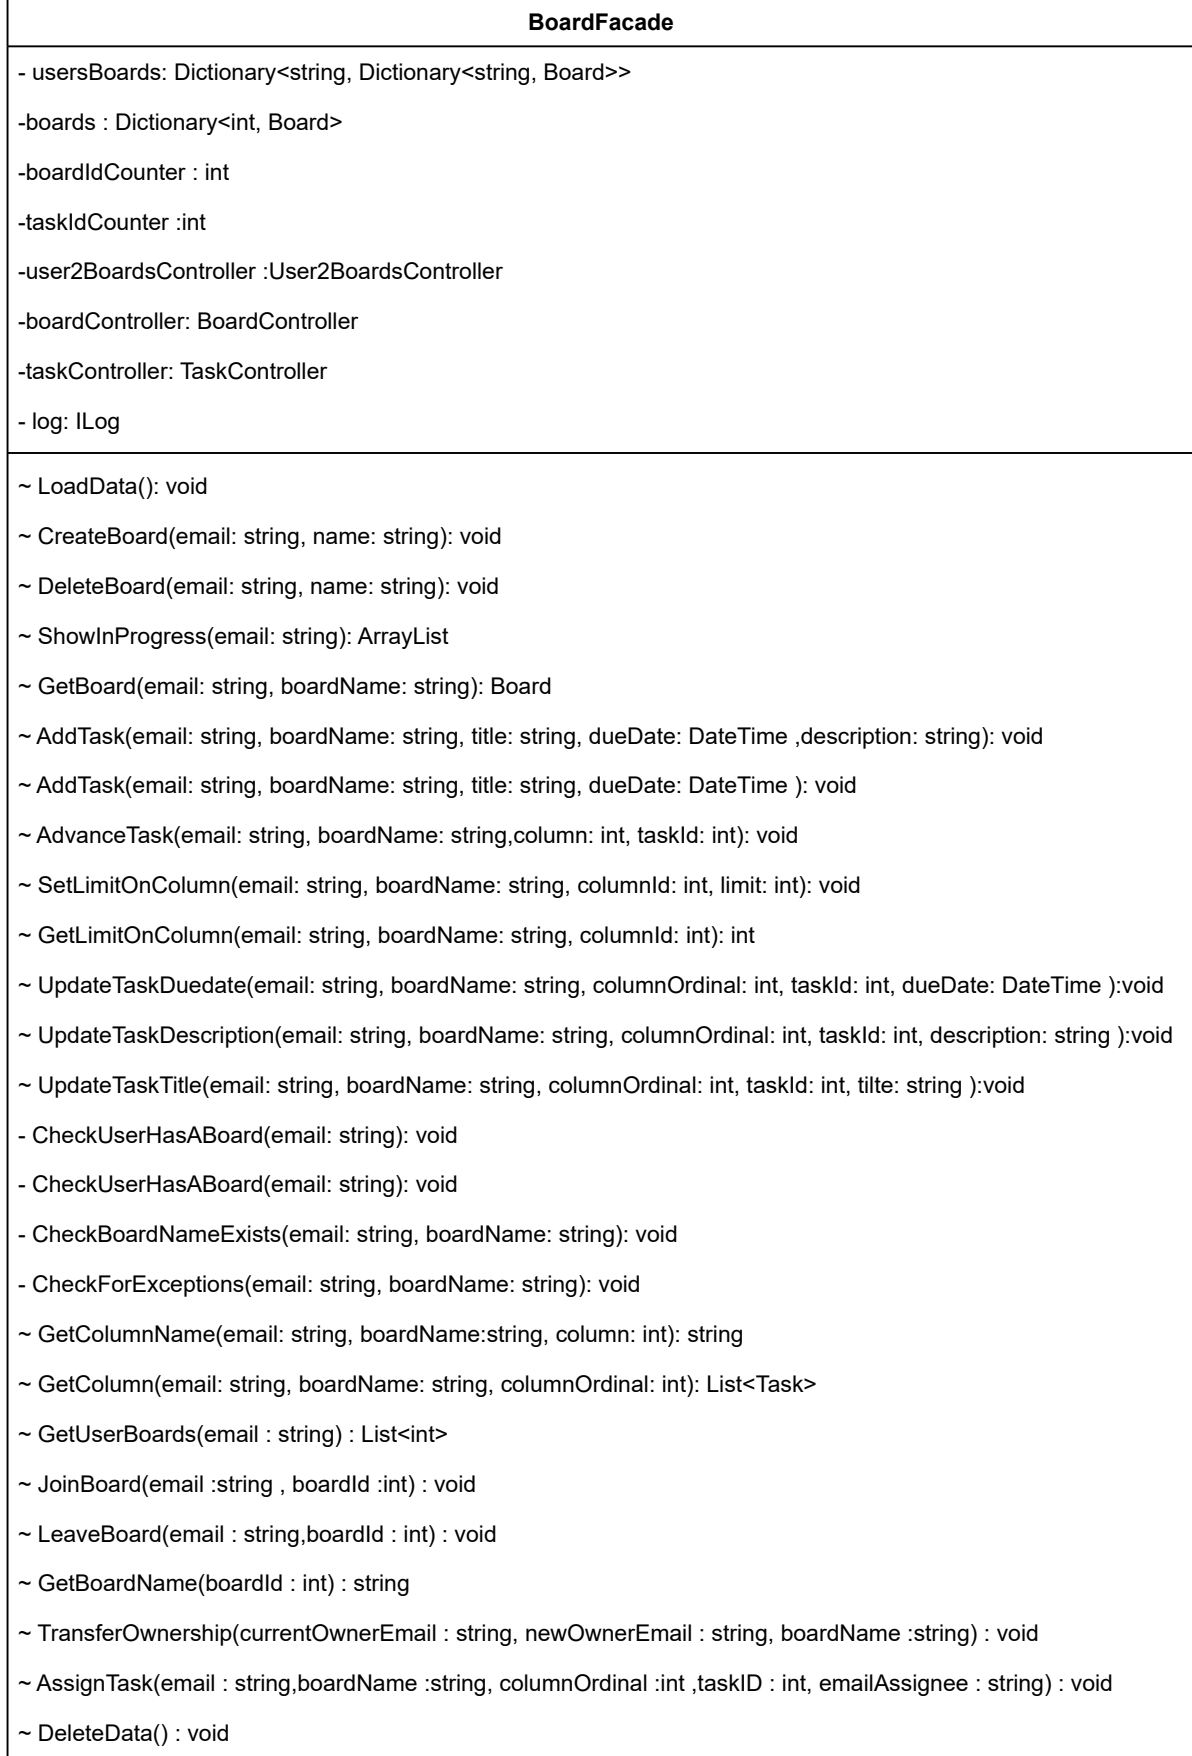 BoardFacade
- usersBoards: Dictionary<string, Dictionary<string, Board>>
-boards : Dictionary<int, Board>
-boardIdCounter : int
-taskIdCounter :int
-user2BoardsController :User2BoardsController
-boardController: BoardController
-taskController: TaskController
- log: ILog
~ LoadData(): void
~ CreateBoard(email: string, name: string): void
~ DeleteBoard(email: string, name: string): void
~ ShowInProgress(email: string): ArrayList
~ GetBoard(email: string, boardName: string): Board
~ AddTask(email: string, boardName: string, title: string, dueDate: DateTime ,description: string): void
~ AddTask(email: string, boardName: string, title: string, dueDate: DateTime ): void
~ AdvanceTask(email: string, boardName: string,column: int, taskId: int): void
~ SetLimitOnColumn(email: string, boardName: string, columnId: int, limit: int): void
~ GetLimitOnColumn(email: string, boardName: string, columnId: int): int
~ UpdateTaskDuedate(email: string, boardName: string, columnOrdinal: int, taskId: int, dueDate: DateTime ):void
~ UpdateTaskDescription(email: string, boardName: string, columnOrdinal: int, taskId: int, description: string ):void
~ UpdateTaskTitle(email: string, boardName: string, columnOrdinal: int, taskId: int, tilte: string ):void
- CheckUserHasABoard(email: string): void
- CheckUserHasABoard(email: string): void
- CheckBoardNameExists(email: string, boardName: string): void
- CheckForExceptions(email: string, boardName: string): void
~ GetColumnName(email: string, boardName:string, column: int): string
~ GetColumn(email: string, boardName: string, columnOrdinal: int): List<Task>
~ GetUserBoards(email : string) : List<int>
~ JoinBoard(email :string , boardId :int) : void
~ LeaveBoard(email : string,boardId : int) : void
~ GetBoardName(boardId : int) : string
~ TransferOwnership(currentOwnerEmail : string, newOwnerEmail : string, boardName :string) : void
~ AssignTask(email : string,boardName :string, columnOrdinal :int ,taskID : int, emailAssignee : string) : void
~ DeleteData() : void